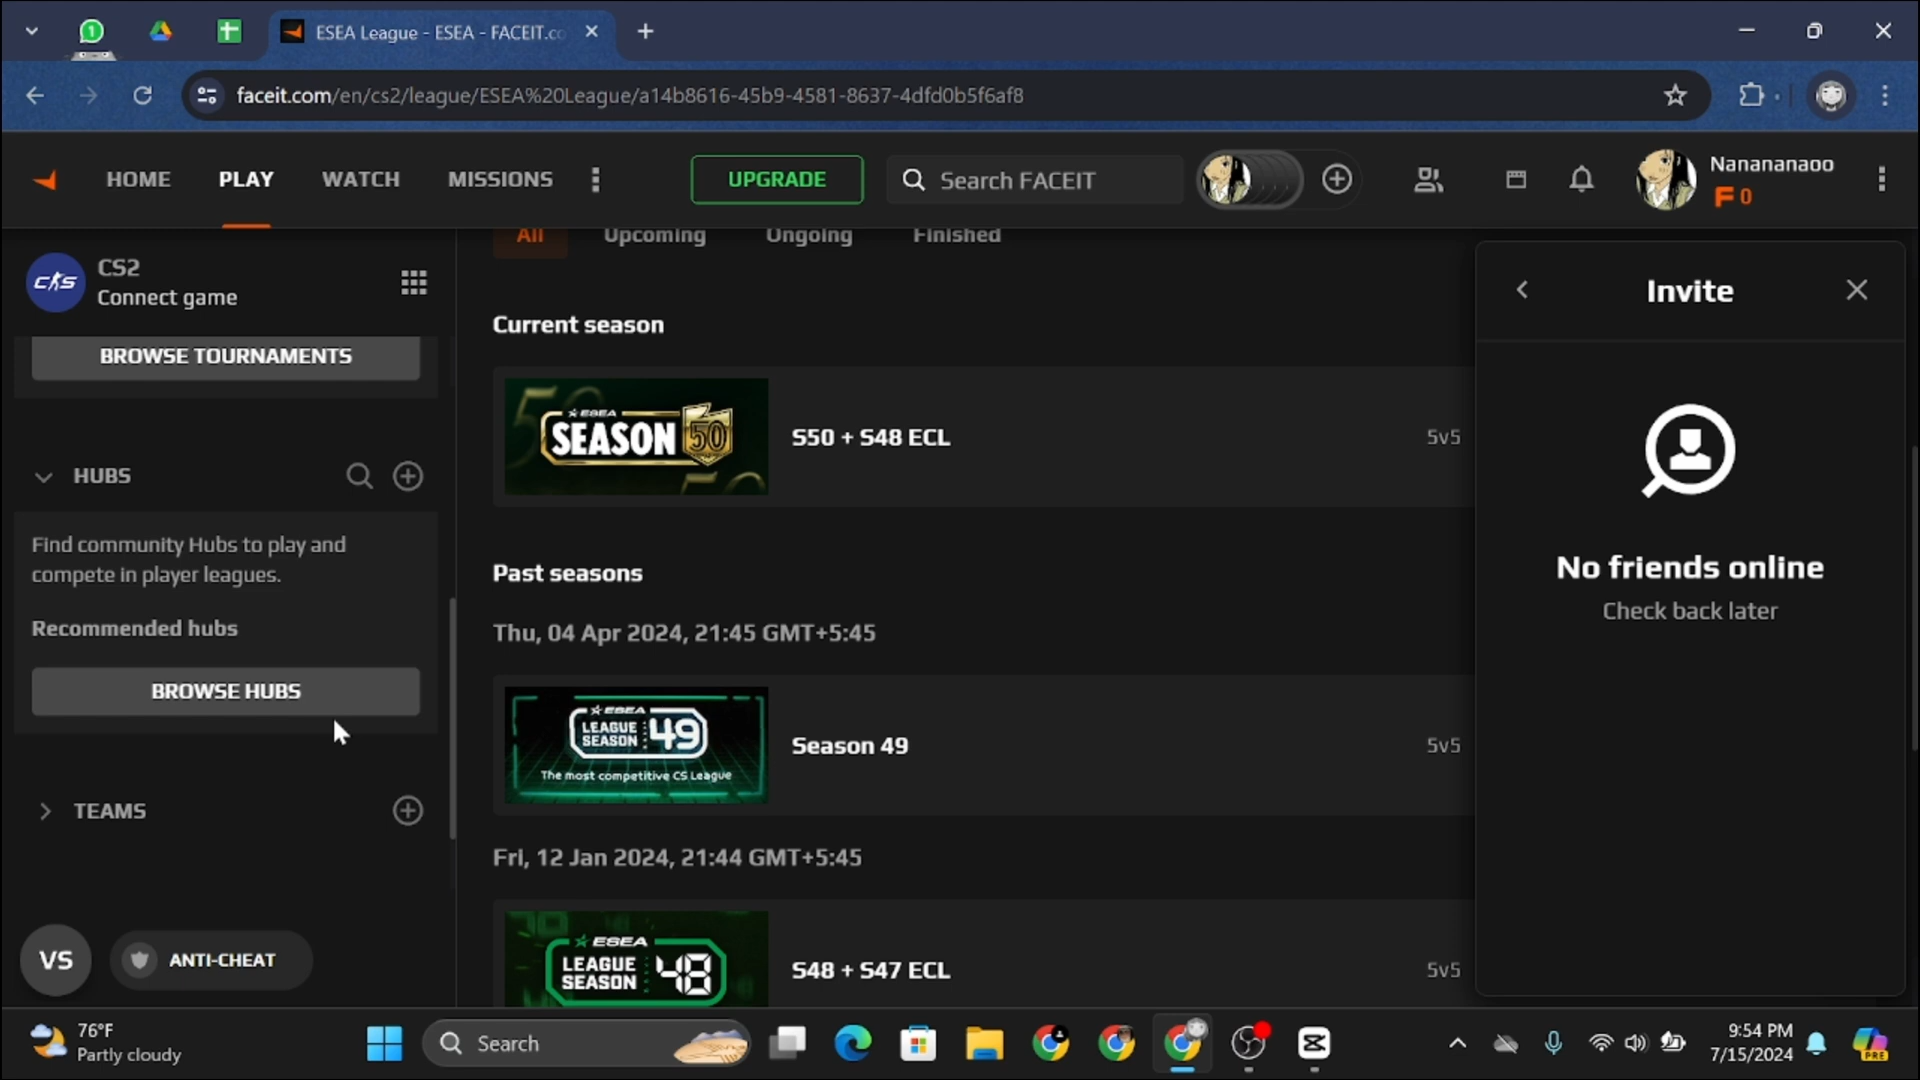 1
ESEA League - ESEA - FACEIT.co
faceit.com/en/cs2/league/ESEA%20League/a14b8616-45b9-4581-8637-4dfd0b5f6af8
HOME
PLAY
WATCH
MISSIONS
UPGRADE
Search FACEIT
Nanananaoo
F 0
CS2
Connect game
BROWSE TOURNAMENTS
HUBS
Find community Hubs to play and
compete in player leagues.
Recommended hubs
BROWSE HUBS
TEAMS
VS
ANTI-CHEAT
All
Upcoming
Ongoing
Finished
Current season
ESEA
SEASON 50
S50 + S48 ECL
5v5
Past seasons
Thu, 04 Apr 2024, 21:45 GMT+5:45
ESEA
LEAGUE
SEASON 49
The most competitive CS League
Season 49
5v5
Fri, 12 Jan 2024, 21:44 GMT+5:45
ESEA
LEAGUE
SEASON 48
S48 + S47 ECL
5v5
Invite
No friends online
Check back later
76°F
Partly cloudy
Search
9:54 PM
7/15/2024
PRE